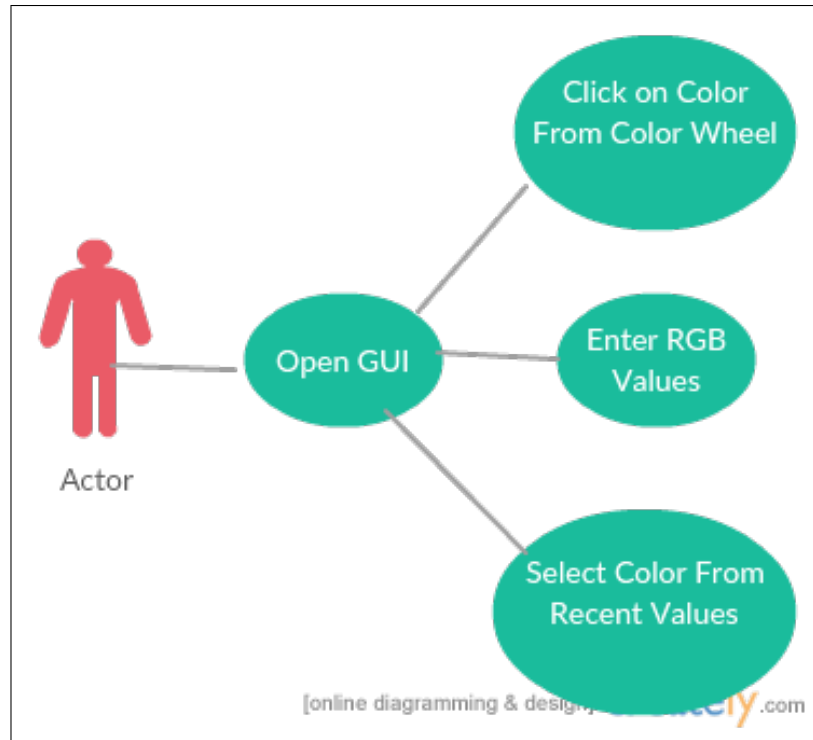 Click on Color
From Color Wheel
Open GUI
Enter RGB
Values
Actor
Select Color From
Recent Values
[online diagramming & design]
.com